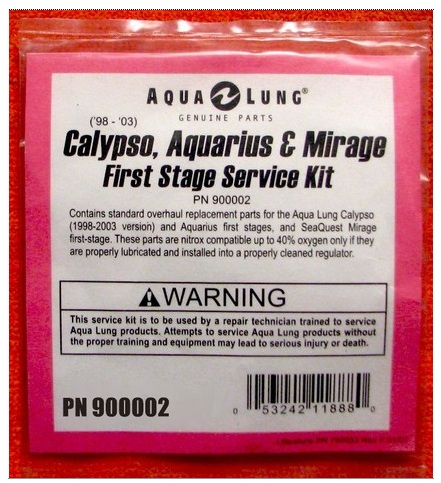 AQUA LUNG®
GENUINE PARTS
('98 - '03)
Calypso, Aquarius & Mirage
First Stage Service Kit
PN 900002
Contains standard overhaul replacement parts for the Aqua Lung Calypso
(1998-2003 version) and Aquarius first stages, and SeaQuest Mirage
first-stage. These parts are nitrox compatible up to 40% oxygen only if they
are properly lubricated and installed into a properly cleaned regulator.
WARNING
This service kit is to be used by a repair technician trained to service
Aqua Lung products. Attempts to service Aqua Lung products without
the proper training and equipment may lead to serious injury or death.
PN 900002
0 53242 11888 0
Literature PN